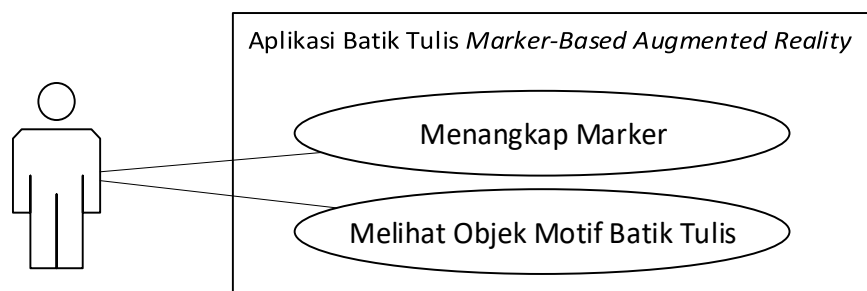 Aplikasi Batik Tulis Marker-Based Augmented Reality
Menangkap Marker
Melihat Objek Motif Batik Tulis